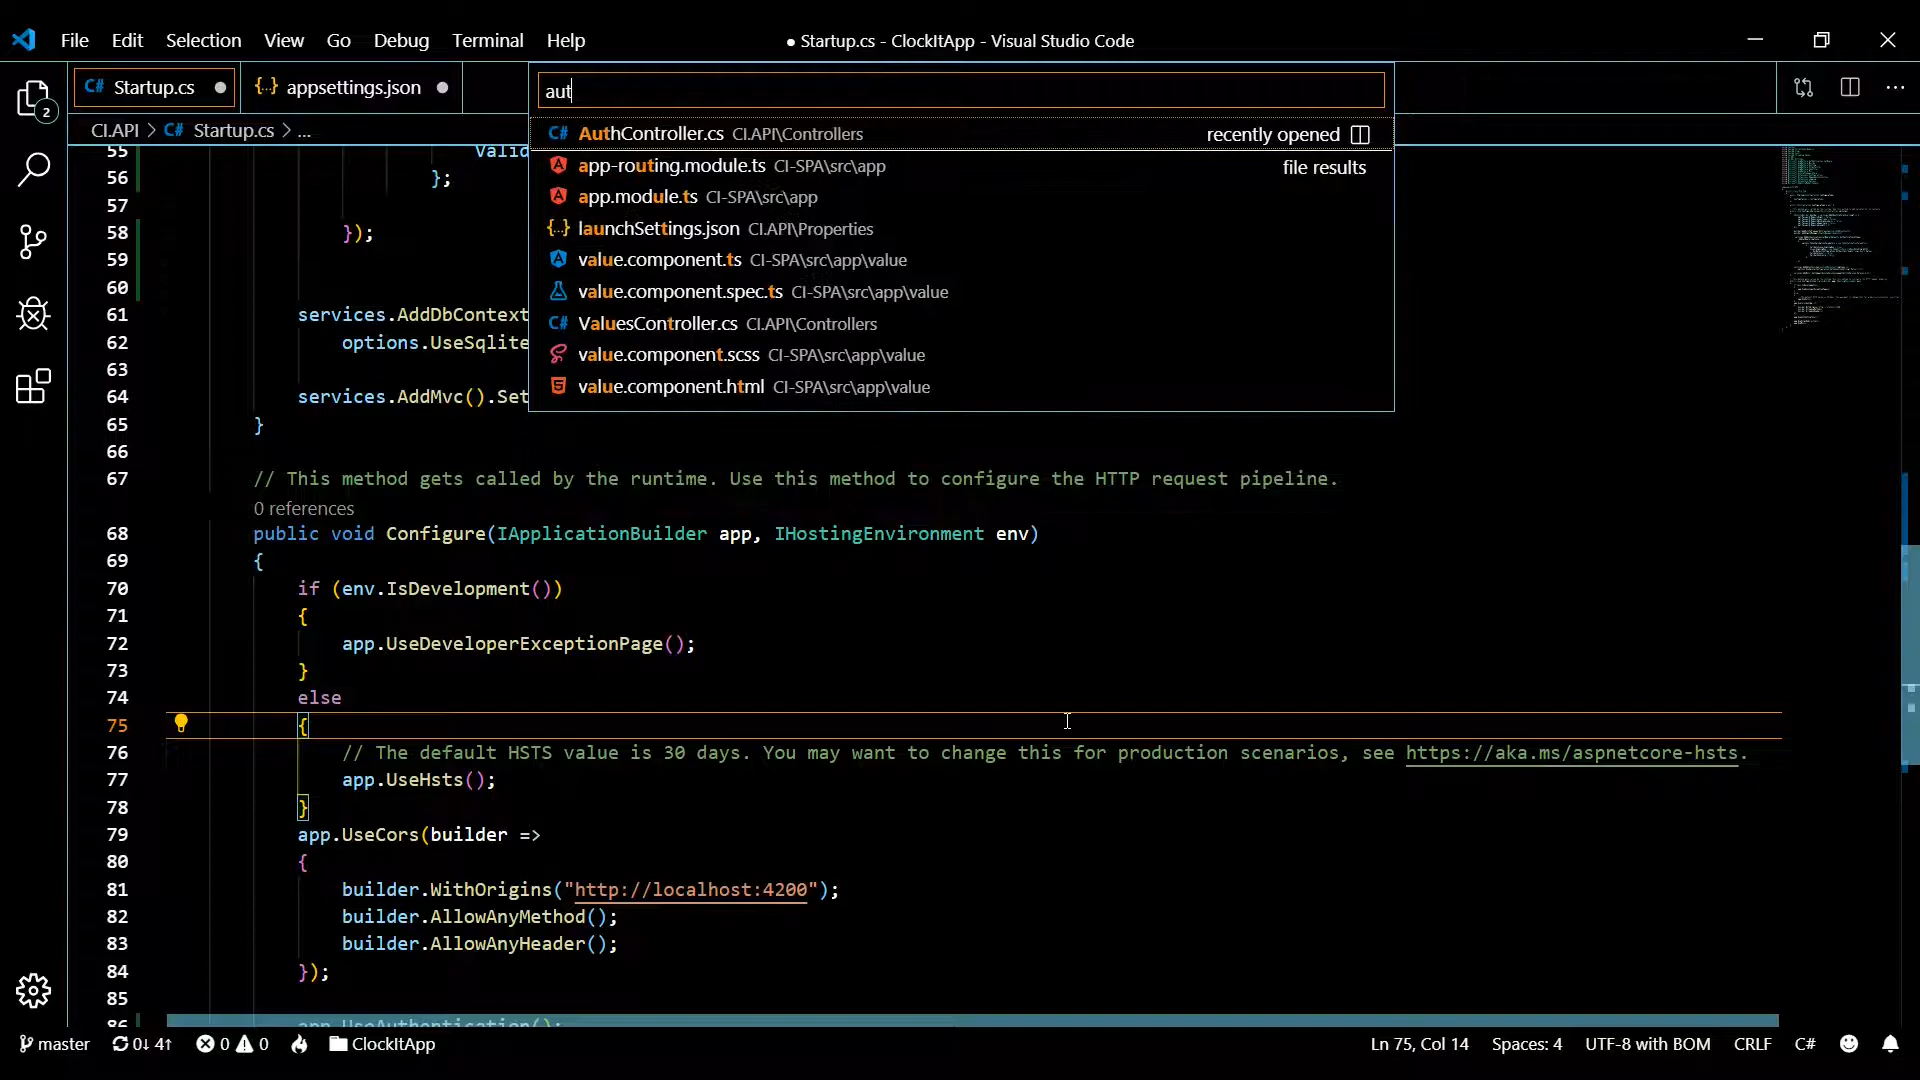 File Edit Selection View Go Debug Terminal Help
● Startup.cs - ClockItApp - Visual Studio Code
C# Startup.cs ● {..} appsettings.json ●
aut
CI.API > C# Startup.cs > ...
AuthController.cs CI.API\Controllers recently opened
app-routing.module.ts CI-SPA\src\app file results
app.module.ts CI-SPA\src\app
launchSettings.json CI.API\Properties
value.component.ts CI-SPA\src\app\value
value.component.spec.ts CI-SPA\src\app\value
C# ValuesController.cs CI.API\Controllers
value.component.scss CI-SPA\src\app\value
value.component.html CI-SPA\src\app\value
2
55 Valid
56 };
57
58 });
59
60
61 services.AddDbContext
62 options.UseSqlite
63
64 services.AddMvc().Set
65 }
66
67 // This method gets called by the runtime. Use this method to configure the HTTP request pipeline.
0 references
68 public void Configure(IApplicationBuilder app, IHostingEnvironment env)
69 {
70 if (env.IsDevelopment())
71 {
72 app.UseDeveloperExceptionPage();
73 }
74 else
75 {
76 // The default HSTS value is 30 days. You may want to change this for production scenarios, see https://aka.ms/aspnetcore-hsts.
77 app.UseHsts();
78 }
79 app.UseCors(builder =>
80 {
81 builder.WithOrigins("http://localhost:4200");
82 builder.AllowAnyMethod();
83 builder.AllowAnyHeader();
84 });
85
86 app.UseAuthentication();
master 0↓ 4↑ 0 0 ClockItApp Ln 75, Col 14 Spaces: 4 UTF-8 with BOM CRLF C#